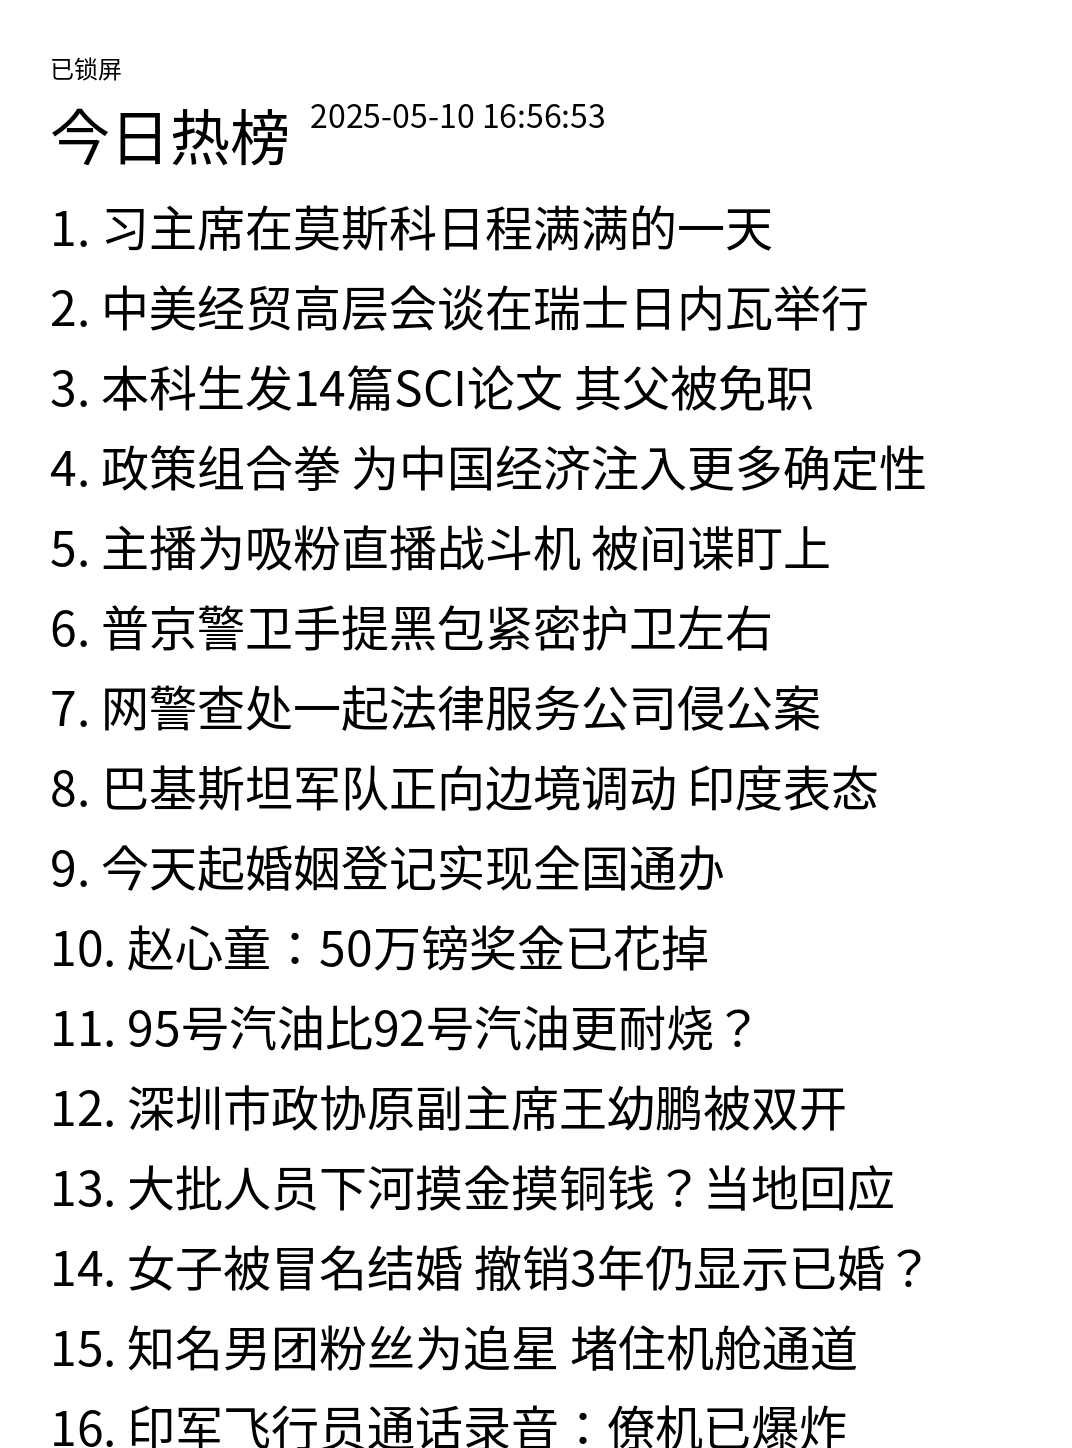 已锁屏
今日热榜 2025-05-10 16:56:53
1. 习主席在莫斯科日程满满的一天
2. 中美经贸高层会谈在瑞士日内瓦举行
3. 本科生发14篇SCI论文 其父被免职
4. 政策组合拳 为中国经济注入更多确定性
5. 主播为吸粉直播战斗机 被间谍盯上
6. 普京警卫手提黑包紧密护卫左右
7. 网警查处一起法律服务公司侵公案
8. 巴基斯坦军队正向边境调动 印度表态
9. 今天起婚姻登记实现全国通办
10. 赵心童：50万镑奖金已花掉
11. 95号汽油比92号汽油更耐烧？
12. 深圳市政协原副主席王幼鹏被双开
13. 大批人员下河摸金摸铜钱？当地回应
14. 女子被冒名结婚 撤销3年仍显示已婚？
15. 知名男团粉丝为追星 堵住机舱通道
16. 印军飞行员通话录音：僚机已爆炸